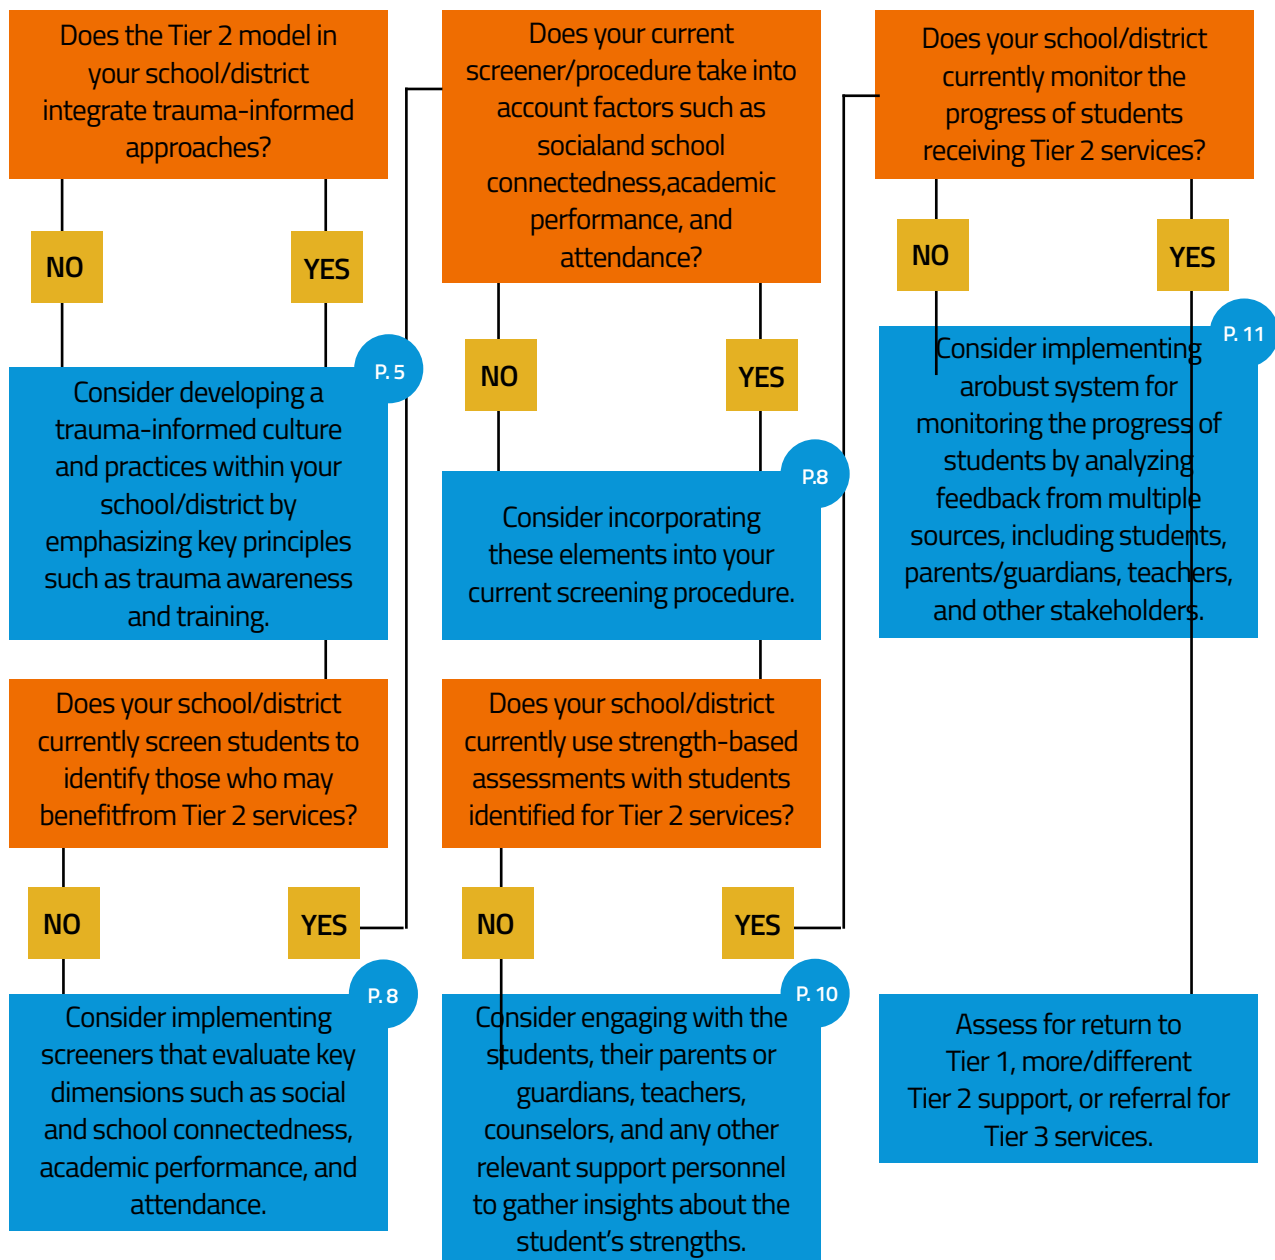 Does the Tier 2 model in
your school/district
integrate trauma-informed
approaches?
NO
YES
P. 5
Consider developing a
trauma-informed culture
and practices within your
school/district by
emphasizing key principles
such as trauma awareness
and training.
Does your school/district
currently screen students to
identify those who may
benefitfrom Tier 2 services?
NO
YES
P. 8
Consider implementing
screeners that evaluate key
dimensions such as social
and school connectedness,
academic performance, and
attendance.
Does your current
screener/procedure take into
account factors such as
socialand school
connectedness,academic
performance, and
attendance?
NO
YES
P.8
Consider incorporating
these elements into your
current screening procedure.
Does your school/district
currently use strength-based
assessments with students
identified for Tier 2 services?
NO
YES
P. 10
Consider engaging with the
students, their parents or
guardians, teachers,
counselors, and any other
relevant support personnel
to gather insights about the
student’s strengths.
Does your school/district
currently monitor the
progress of students
receiving Tier 2 services?
NO
YES
P. 11
Consider implementing
arobust system for
monitoring the progress of
students by analyzing
feedback from multiple
sources, including students,
parents/guardians, teachers,
and other stakeholders.
Assess for return to
Tier 1, more/different
Tier 2 support, or referral for
Tier 3 services.